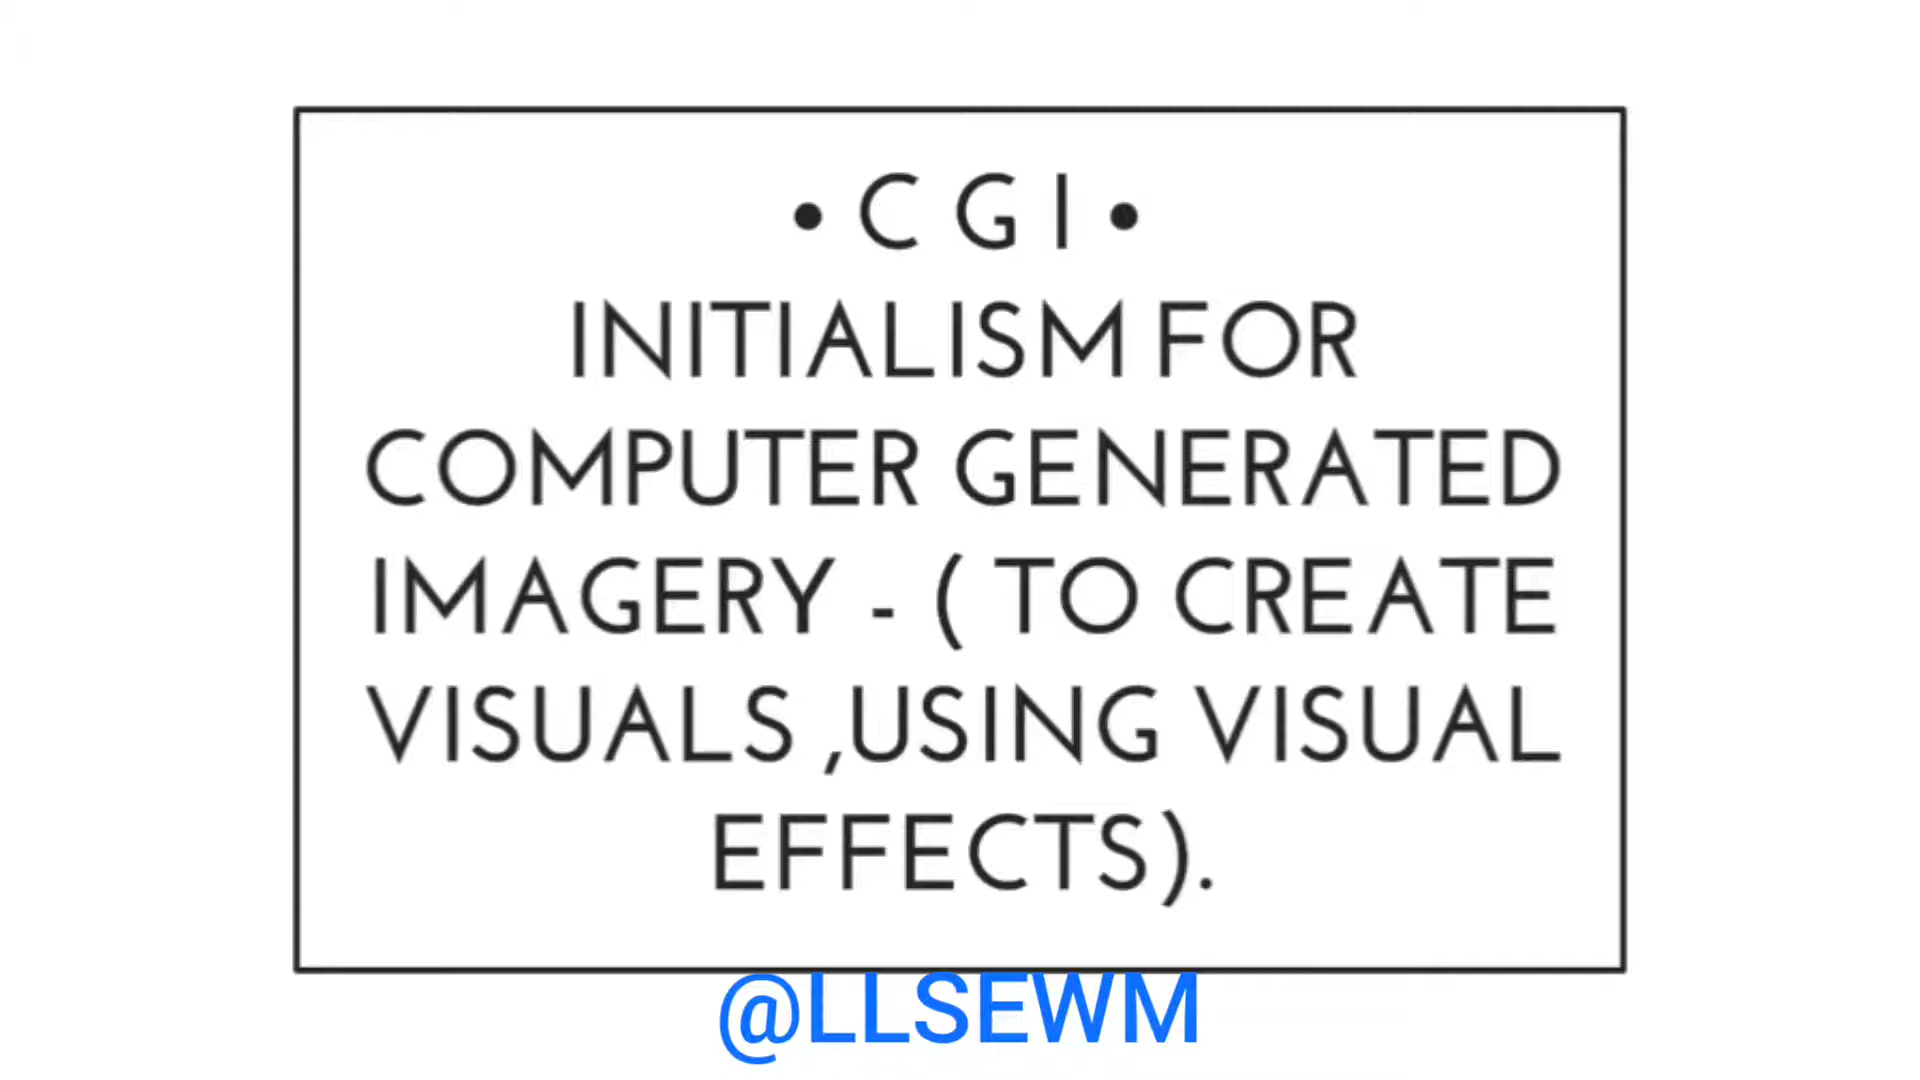 • C G I •
INITIALISM FOR
COMPUTER GENERATED
IMAGERY - ( TO CREATE
VISUALS ,USING VISUAL
EFFECTS).
@LLSEWM